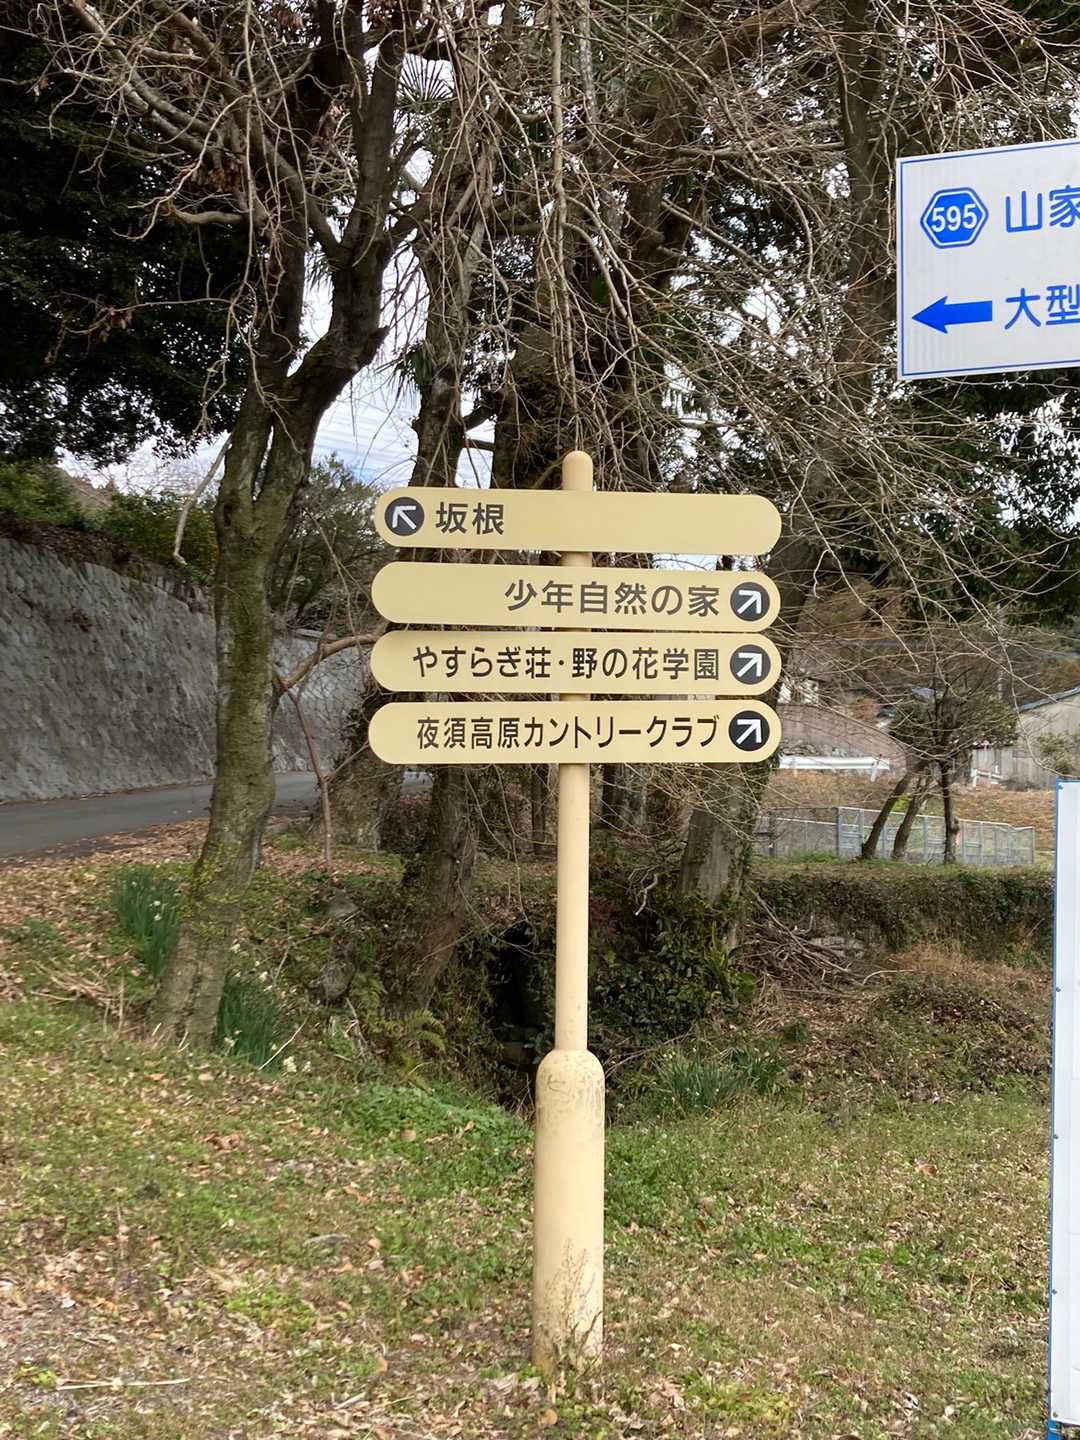 595 山家
大型
坂根
少年自然の家
やすらぎ荘・野の花学園
夜須高原カントリークラブ